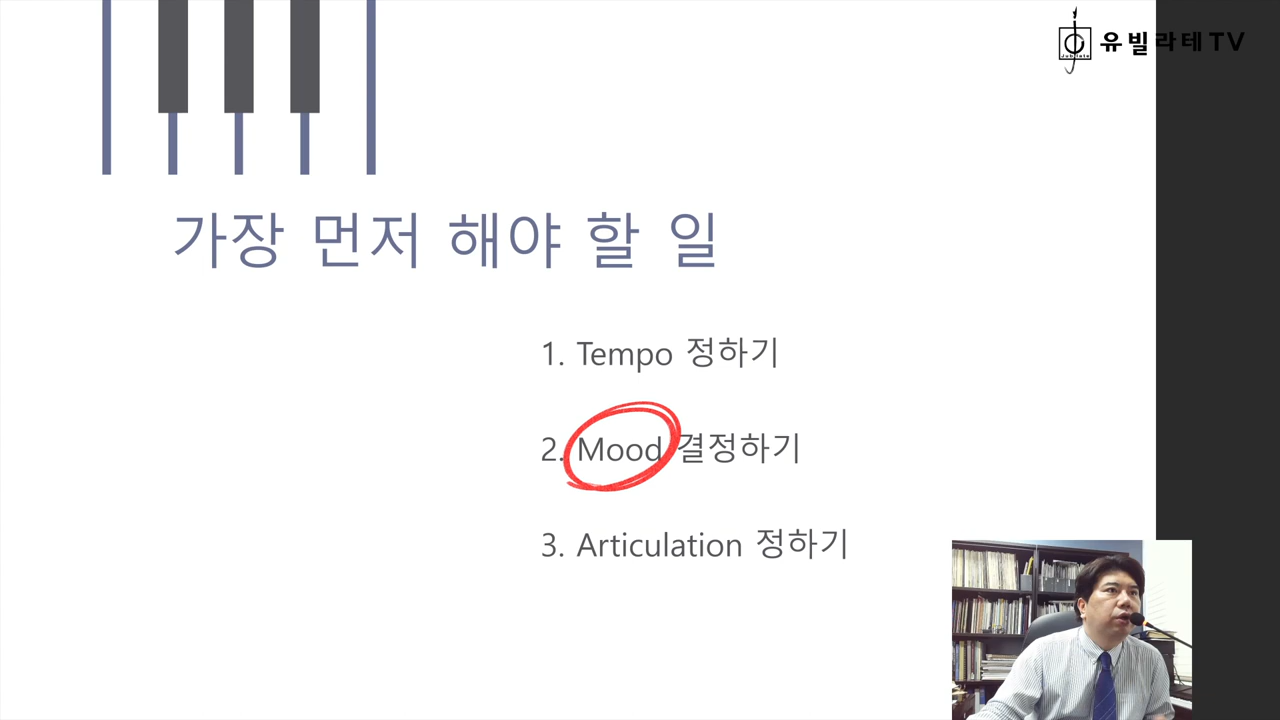 유빌라테TV
Jubilate
가장 먼저 해야 할 일
1. Tempo 정하기
2. Mood 결정하기
3. Articulation 정하기